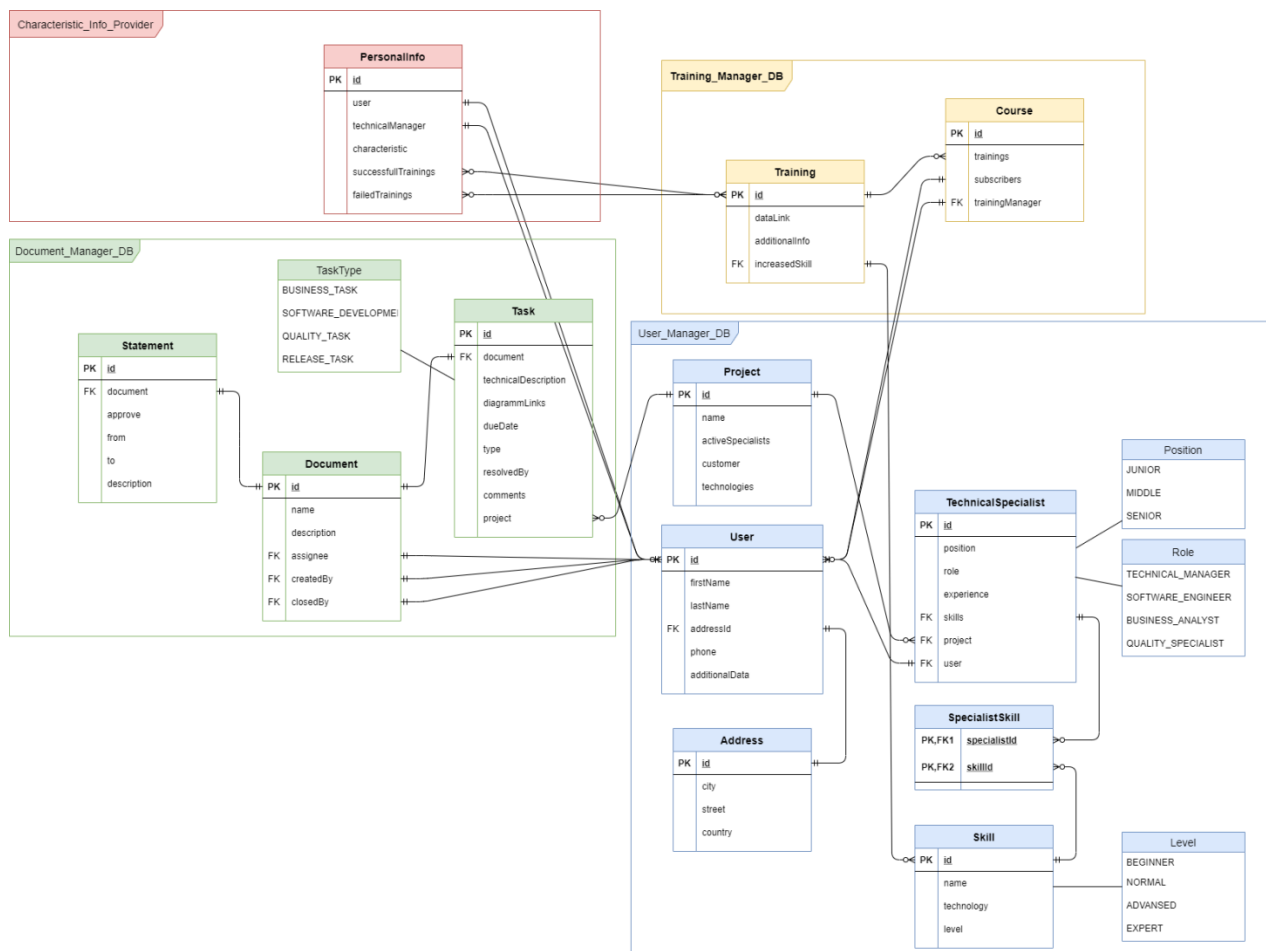 Characteristic_Info_Provider
PersonalInfo
PK id
user
technicalManager
characteristic
successfullTrainings
failedTrainings
Training_Manager_DB
Course
PK id
trainings
subscribers
FK trainingManager
Training
PK id
dataLink
additionalInfo
FK increasedSkill
Document_Manager_DB
TaskType
BUSINESS_TASK
SOFTWARE_DEVELOPME
QUALITY_TASK
RELEASE_TASK
Task
PK id
FK document
technicalDescription
diagrammLinks
dueDate
type
resolvedBy
comments
project
Statement
PK id
FK document
approve
from
to
description
Document
PK id
name
description
FK assignee
FK createdBy
FK closedBy
User_Manager_DB
Project
PK id
name
activeSpecialists
customer
technologies
User
PK id
firstName
lastName
FK addressId
phone
additionalData
Address
PK id
city
street
country
TechnicalSpecialist
PK id
position
role
experience
FK skills
FK project
FK user
Position
JUNIOR
MIDDLE
SENIOR
Role
TECHNICAL_MANAGER
SOFTWARE_ENGINEER
BUSINESS_ANALYST
QUALITY_SPECIALIST
SpecialistSkill
PK,FK1 specialistId
PK,FK2 skillId
Skill
PK id
name
technology
level
Level
BEGINNER
NORMAL
ADVANSED
EXPERT